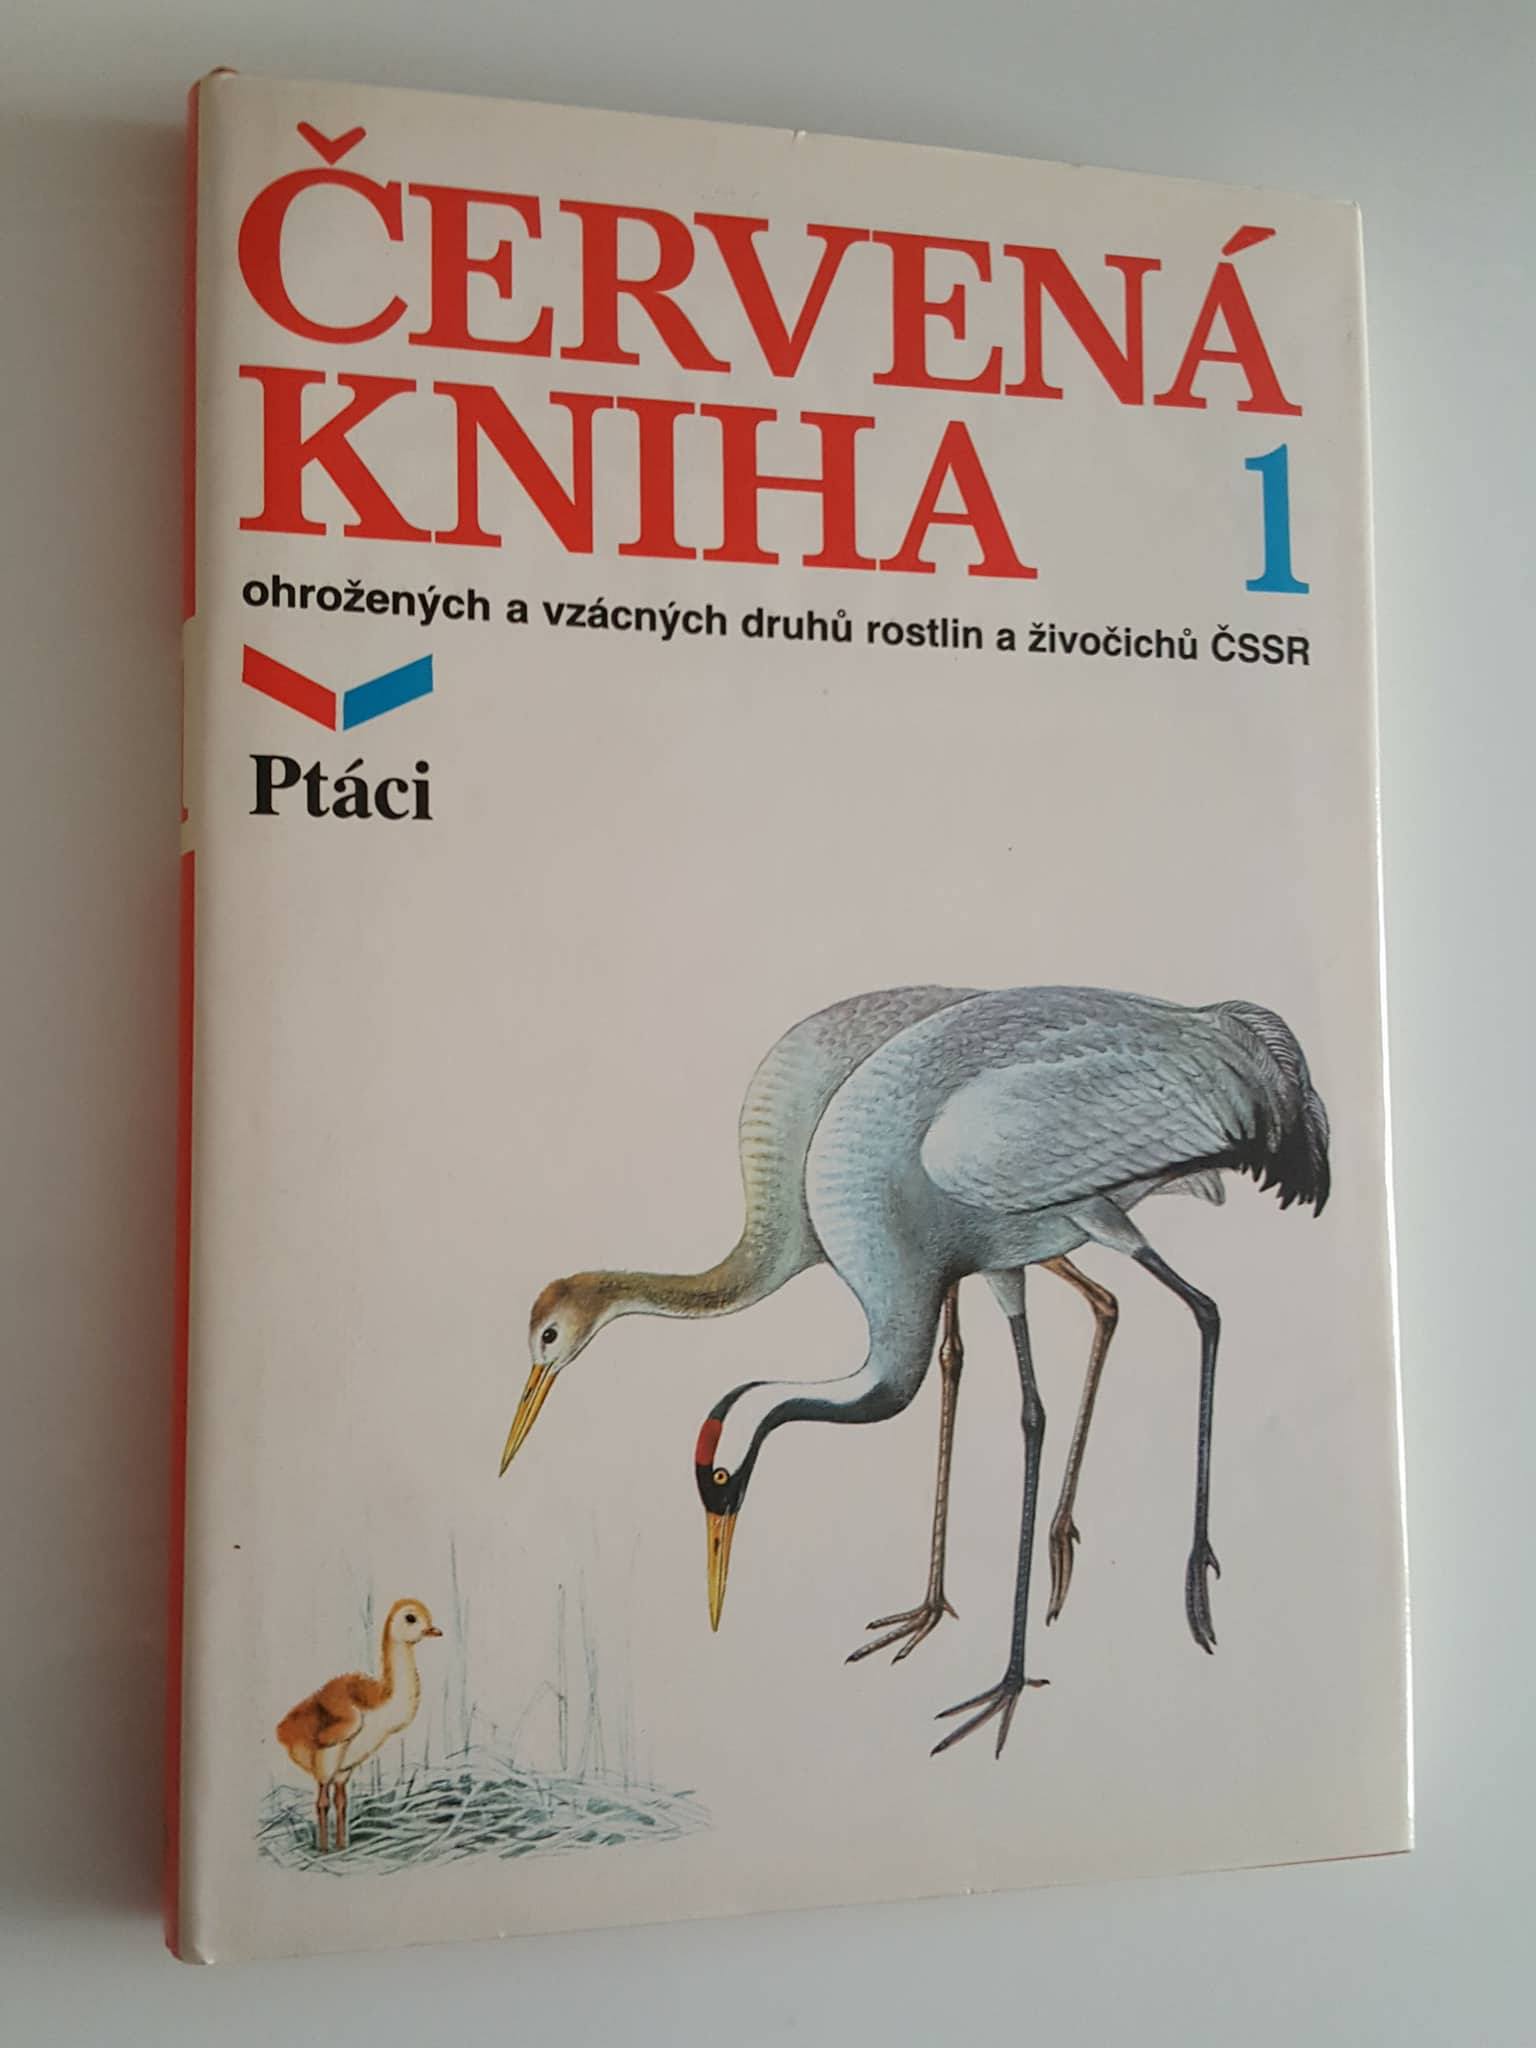 ČERVENÁ
KNIHA 1
ohrožených a vzácných druhů rostlin a živočichů ČSSR
Ptáci